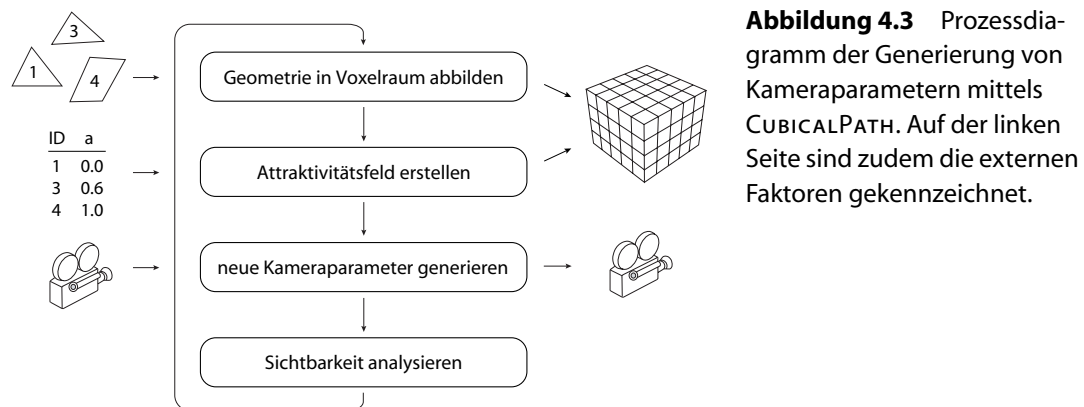 3
1
4
Geometrie in Voxelraum abbilden
ID a
1 0.0
3 0.6
4 1.0
Attraktivitätsfeld erstellen
neue Kameraparameter generieren
Sichtbarkeit analysieren
Abbildung 4.3 Prozessdia-
gramm der Generierung von
Kameraparametern mittels
CUBICALPATH. Auf der linken
Seite sind zudem die externen
Faktoren gekennzeichnet.